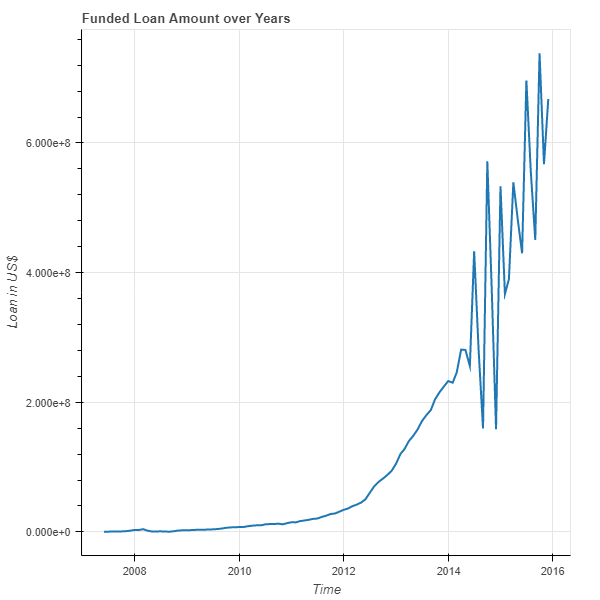 Funded Loan Amount over Years
6.000e+8
4.000e+8
2.000e+8
0.000e+0
Loan in US$
2008 2010 2012 2014 2016
Time